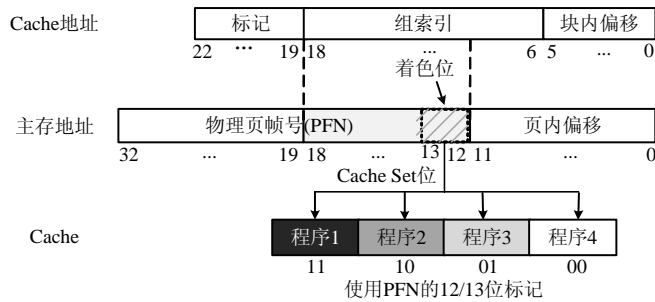 Cache地址 标记 组索引 块内偏移
22 ... 19 18 ... 6 5 ... 0
着色位
主存地址 物理页帧号(PFN) 页内偏移
32 ... 19 18 ... 13 12 11 ... 0
Cache Set位
Cache 程序1 程序2 程序3 程序4
11 10 01 00
使用PFN的12/13位标记